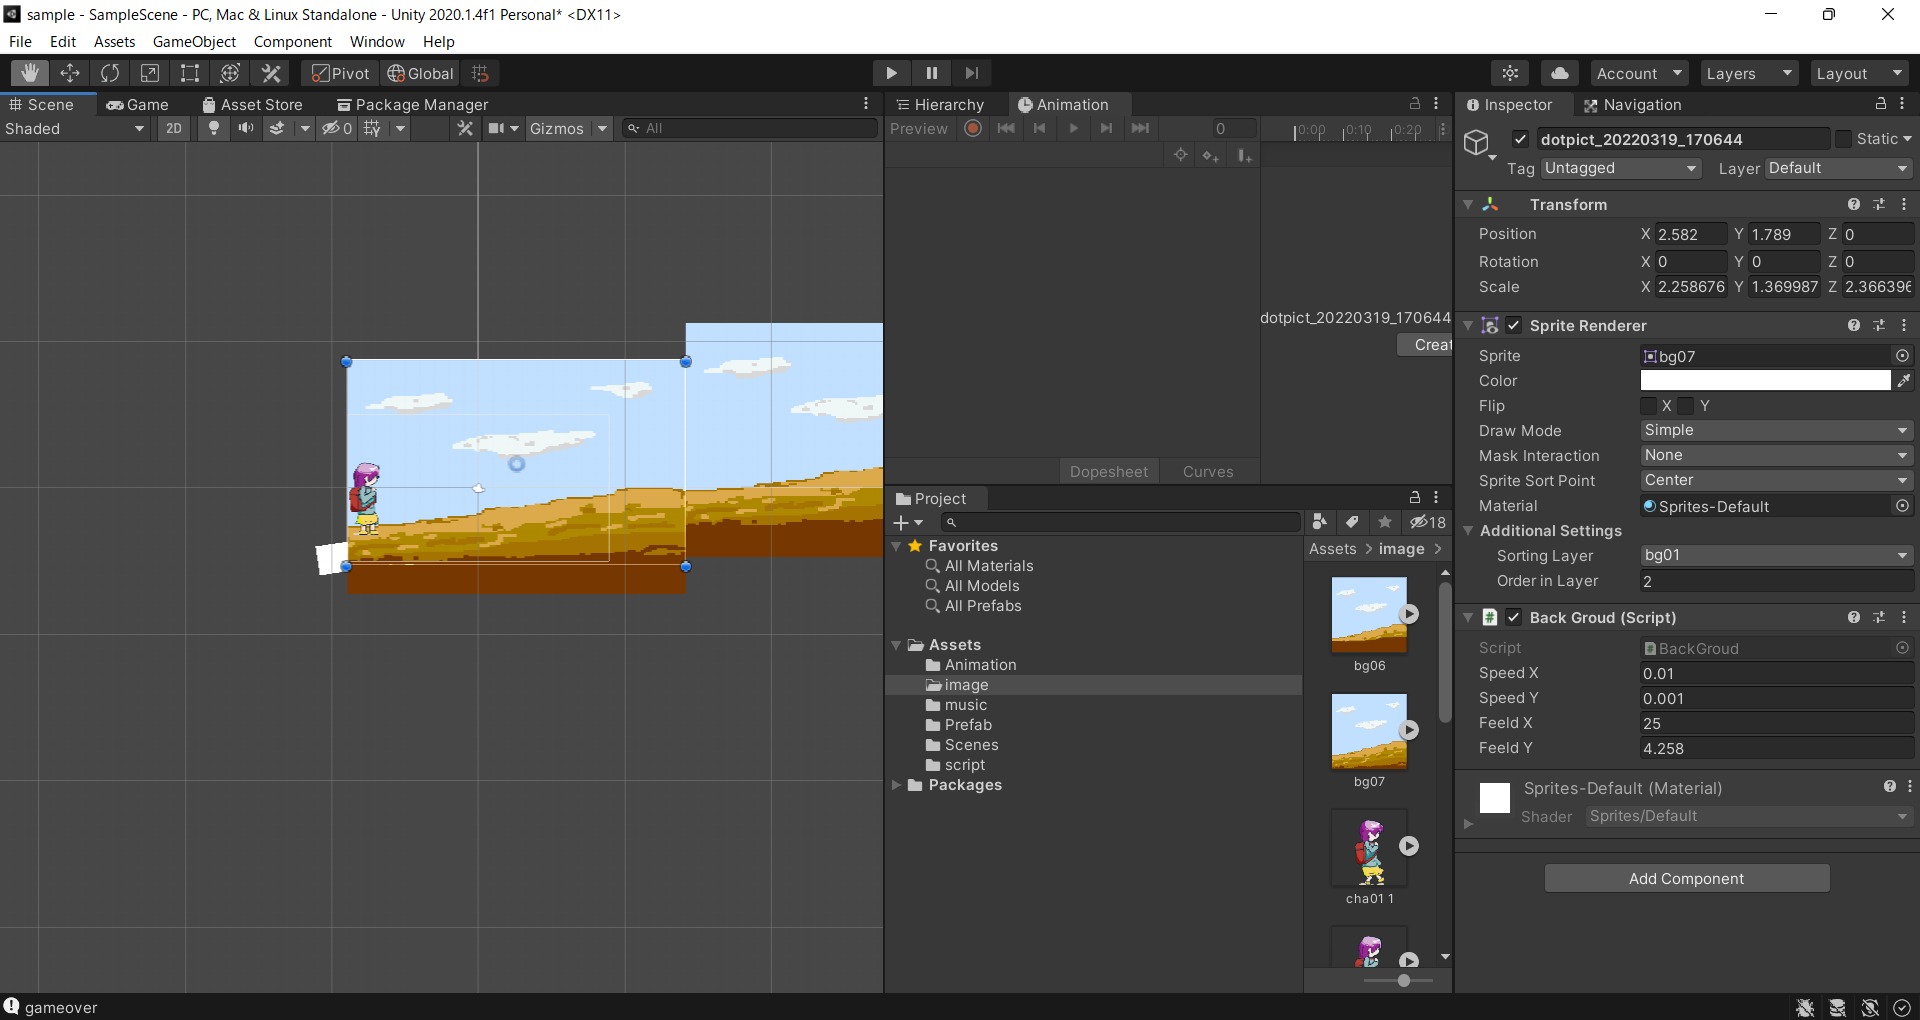 sample - SampleScene - PC, Mac & Linux Standalone - Unity 2020.1.4f1 Personal* <DX11>
File Edit Assets GameObject Component Window Help
Pivot Global Account Layers Layout
Scene Game Asset Store Package Manager
Shaded 2D 0 Gizmos All
Hierarchy Animation
Preview 0 0:00 0:10 0:20
dotpict_20220319_170644
Creat
Dopesheet Curves
Project
18
Favorites
All Materials
All Models
All Prefabs
Assets
Animation
image
music
Prefab
Scenes
script
Packages
Assets > image >
bg06
bg07
cha01 1
Inspector Navigation
dotpict_20220319_170644 Static
Tag Untagged Layer Default
Transform
Position X 2.582 Y 1.789 Z 0
Rotation X 0 Y 0 Z 0
Scale X 2.258676 Y 1.369987 Z 2.366396
Sprite Renderer
Sprite bg07
Color
Flip X Y
Draw Mode Simple
Mask Interaction None
Sprite Sort Point Center
Material Sprites-Default
Additional Settings
Sorting Layer bg01
Order in Layer 2
# Back Groud (Script)
Script # BackGroud
Speed X 0.01
Speed Y 0.001
Feeld X 25
Feeld Y 4.258
Sprites-Default (Material)
Shader Sprites/Default
Add Component
gameover